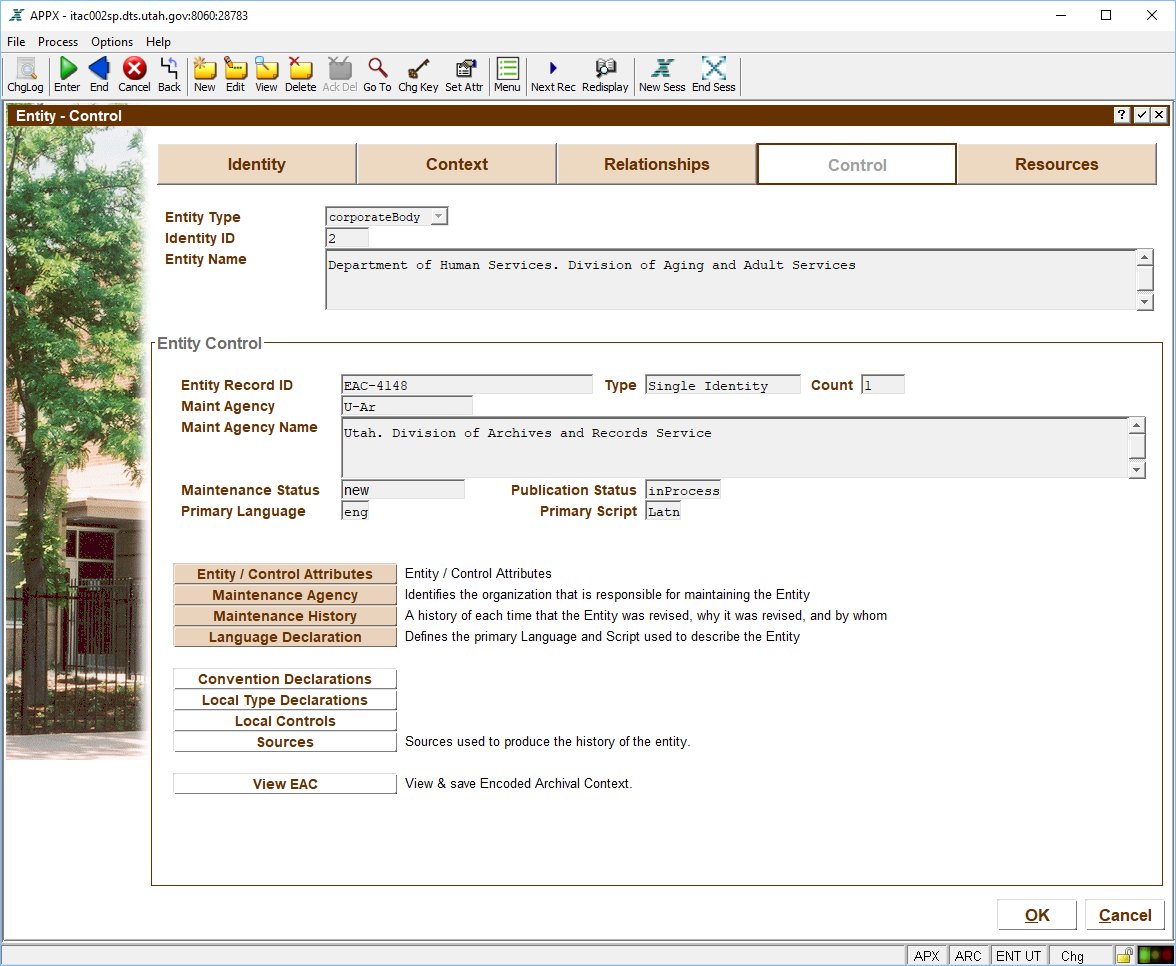 APPX - itac002sp.dts.utah.gov:8060:28783
File Process Options Help
ChgLog Enter End Cancel Back New Edit View Delete Ack Del Go To Chg Key Set Attr Menu Next Rec Redisplay New Sess End Sess
Entity - Control ?
Identity Context Relationships Control Resources
Entity Type corporateBody
Identity ID 2
Entity Name Department of Human Services. Division of Aging and Adult Services
Entity Control
Entity Record ID EAC-4148 Type Single Identity Count 1
Maint Agency U-Ar
Maint Agency Name Utah. Division of Archives and Records Service
Maintenance Status new Publication Status inProcess
Primary Language eng Primary Script Latn
Entity / Control Attributes Entity / Control Attributes
Maintenance Agency Identifies the organization that is responsible for maintaining the Entity
Maintenance History A history of each time that the Entity was revised, why it was revised, and by whom
Language Declaration Defines the primary Language and Script used to describe the Entity
Convention Declarations
Local Type Declarations
Local Controls
Sources Sources used to produce the history of the entity.
View EAC View & save Encoded Archival Context.
OK Cancel
APX ARC ENT UT Chg